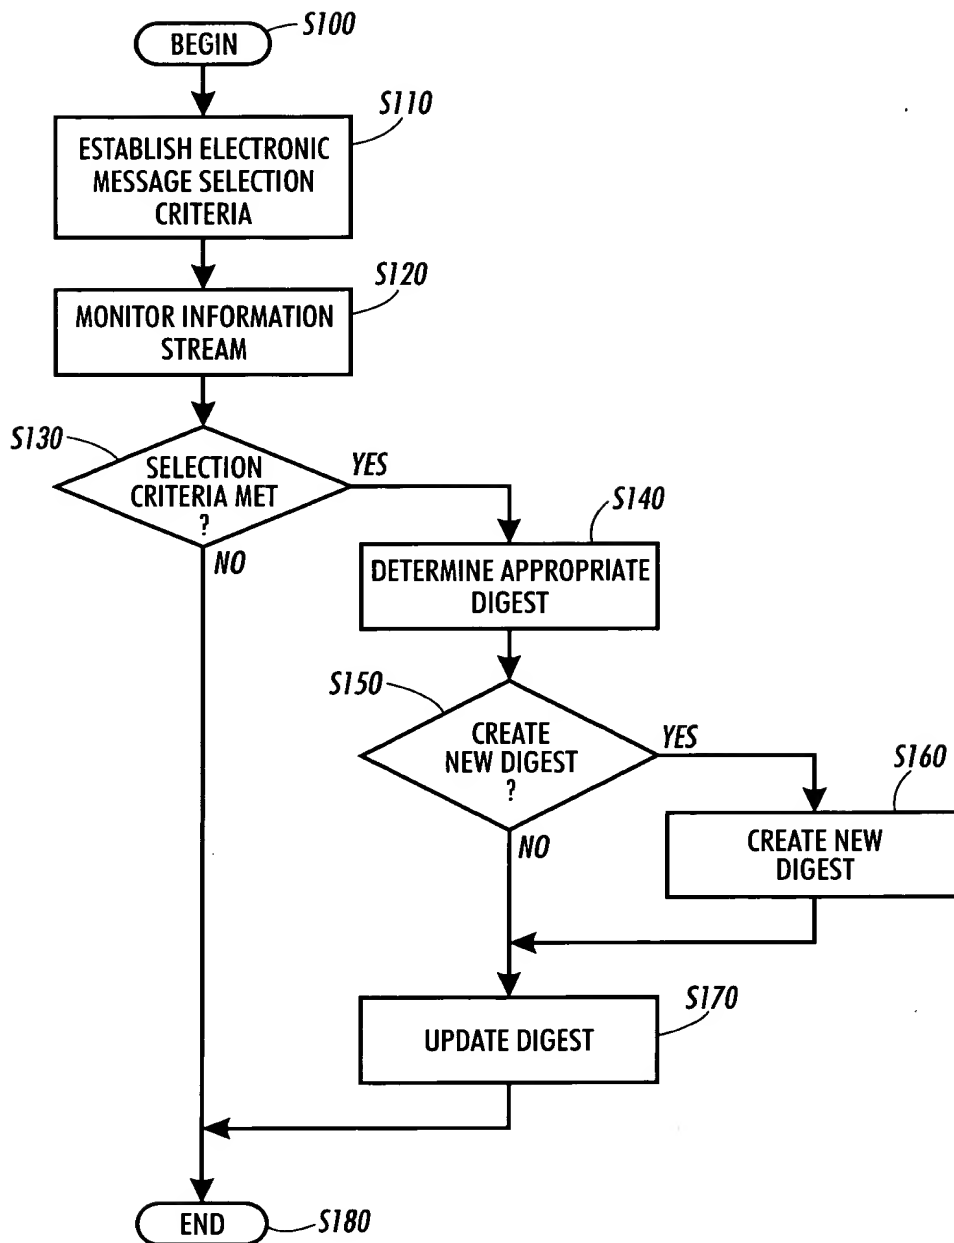 BEGIN
S100
S110
ESTABLISH ELECTRONIC
MESSAGE SELECTION
CRITERIA
S120
MONITOR INFORMATION
STREAM
S130
SELECTION
CRITERIA MET
?
YES
NO
S140
DETERMINE APPROPRIATE
DIGEST
S150
CREATE
NEW DIGEST
?
YES
NO
S160
CREATE NEW
DIGEST
S170
UPDATE DIGEST
END
S180